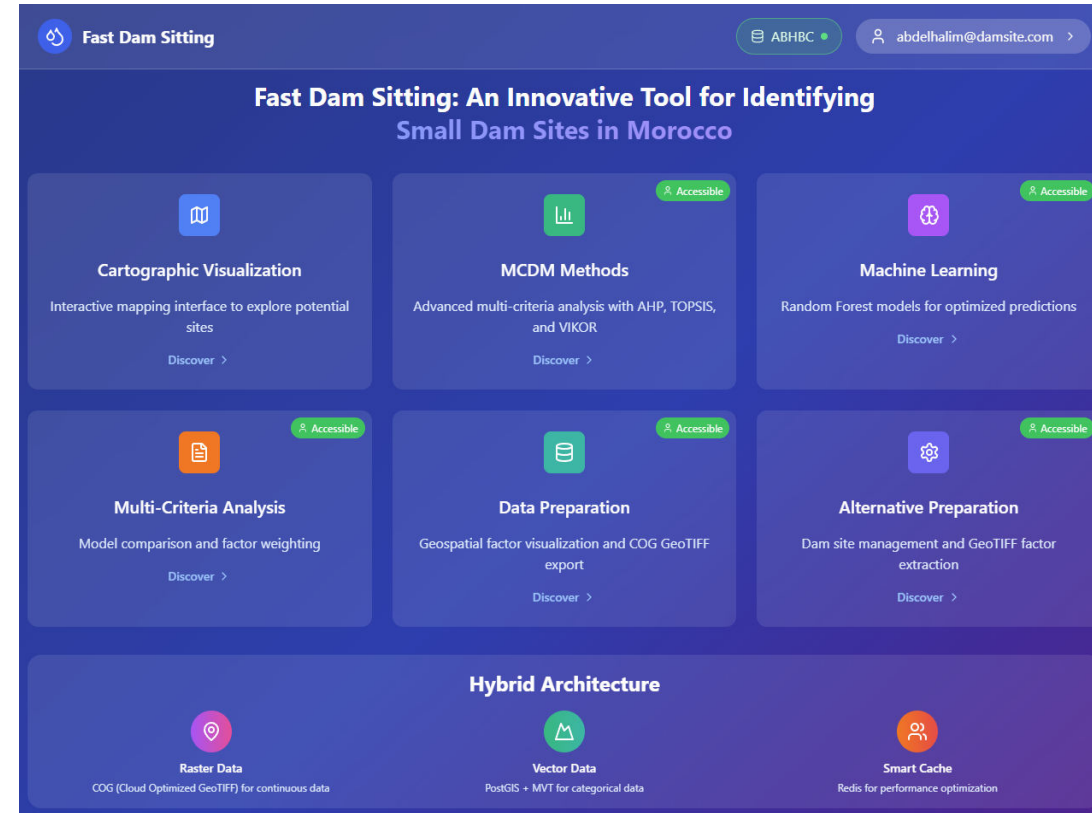 Fast Dam Sitting
ABHBC
abdelhalim@damsite.com
Fast Dam Sitting: An Innovative Tool for Identifying
Small Dam Sites in Morocco
Cartographic Visualization
Interactive mapping interface to explore potential
sites
Discover >
Accessible
MCDM Methods
Advanced multi-criteria analysis with AHP, TOPSIS,
and VIKOR
Discover >
Accessible
Machine Learning
Random Forest models for optimized predictions
Discover >
Accessible
Multi-Criteria Analysis
Model comparison and factor weighting
Discover >
Accessible
Data Preparation
Geospatial factor visualization and COG GeoTIFF
export
Discover >
Accessible
Alternative Preparation
Dam site management and GeoTIFF factor
extraction
Discover >
Hybrid Architecture
Raster Data
COG (Cloud Optimized GeoTIFF) for continuous data
Vector Data
PostGIS + MVT for categorical data
Smart Cache
Redis for performance optimization